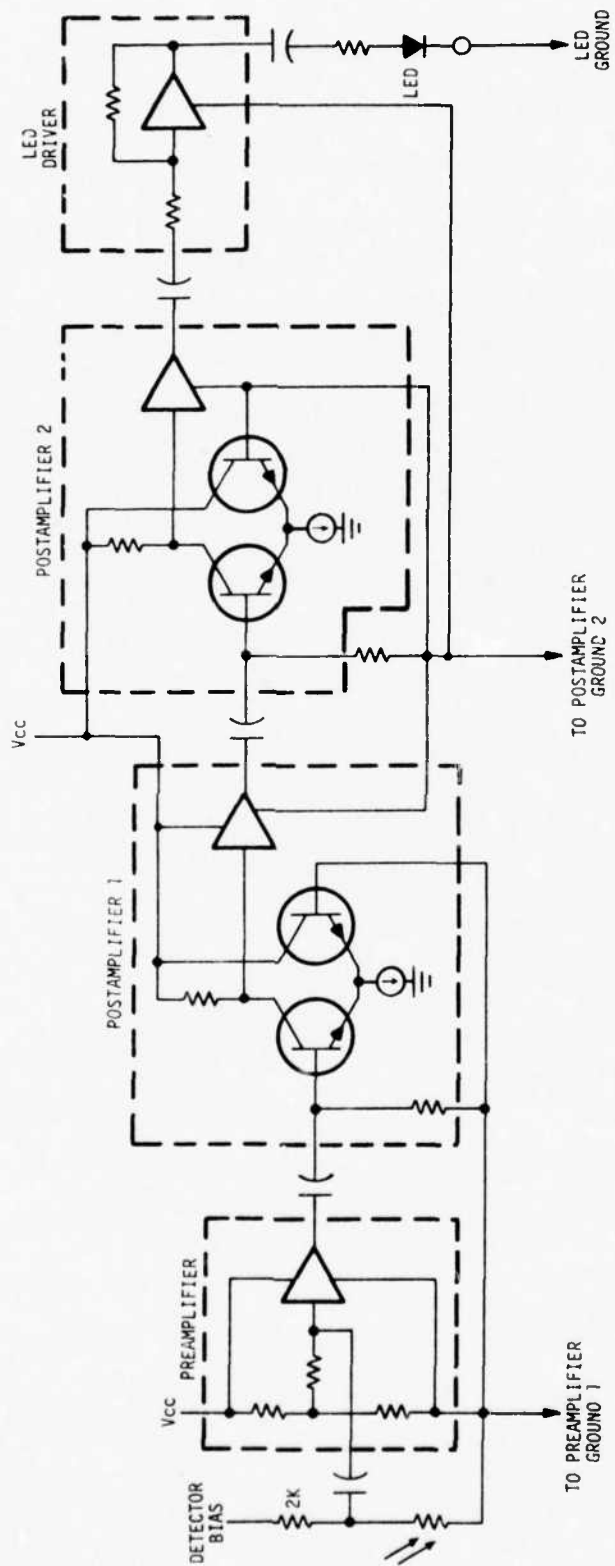 DETECTOR
BIAS
2K
PREAMPLIFIER
Vcc
TO PREAMPLIFIER
GROUND 1
POSTAMPLIFIER 1
Vcc
POSTAMPLIFIER 2
TO POSTAMPLIFIER
GROUND 2
LED
DRIVER
LED
LED
GROUND